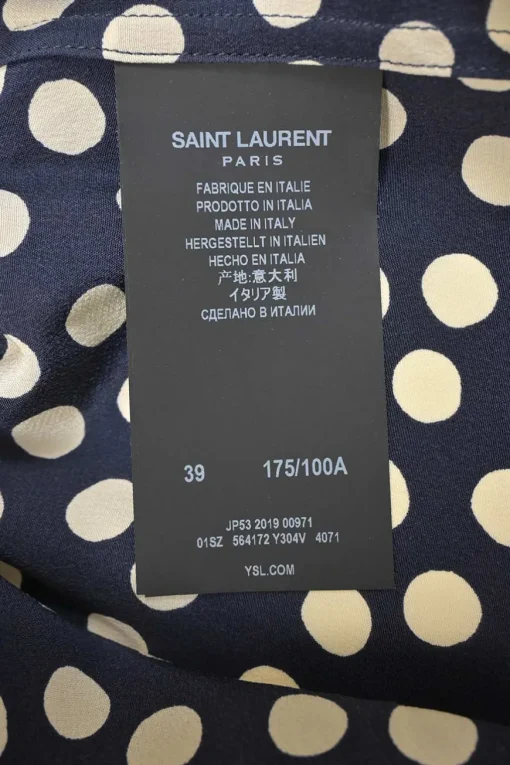 SAINT LAURENT
PARIS
FABRIQUE EN ITALIE
PRODOTTO IN ITALIA
MADE IN ITALY
HERGESTELLT IN ITALIEN
HECHO EN ITALIA
产地:意大利
イタリア製
СДЕЛАНО В ИТАЛИИ
39 175/100A
JP53 2019 00971
01SZ 564172 Y304V 4071
YSL.COM